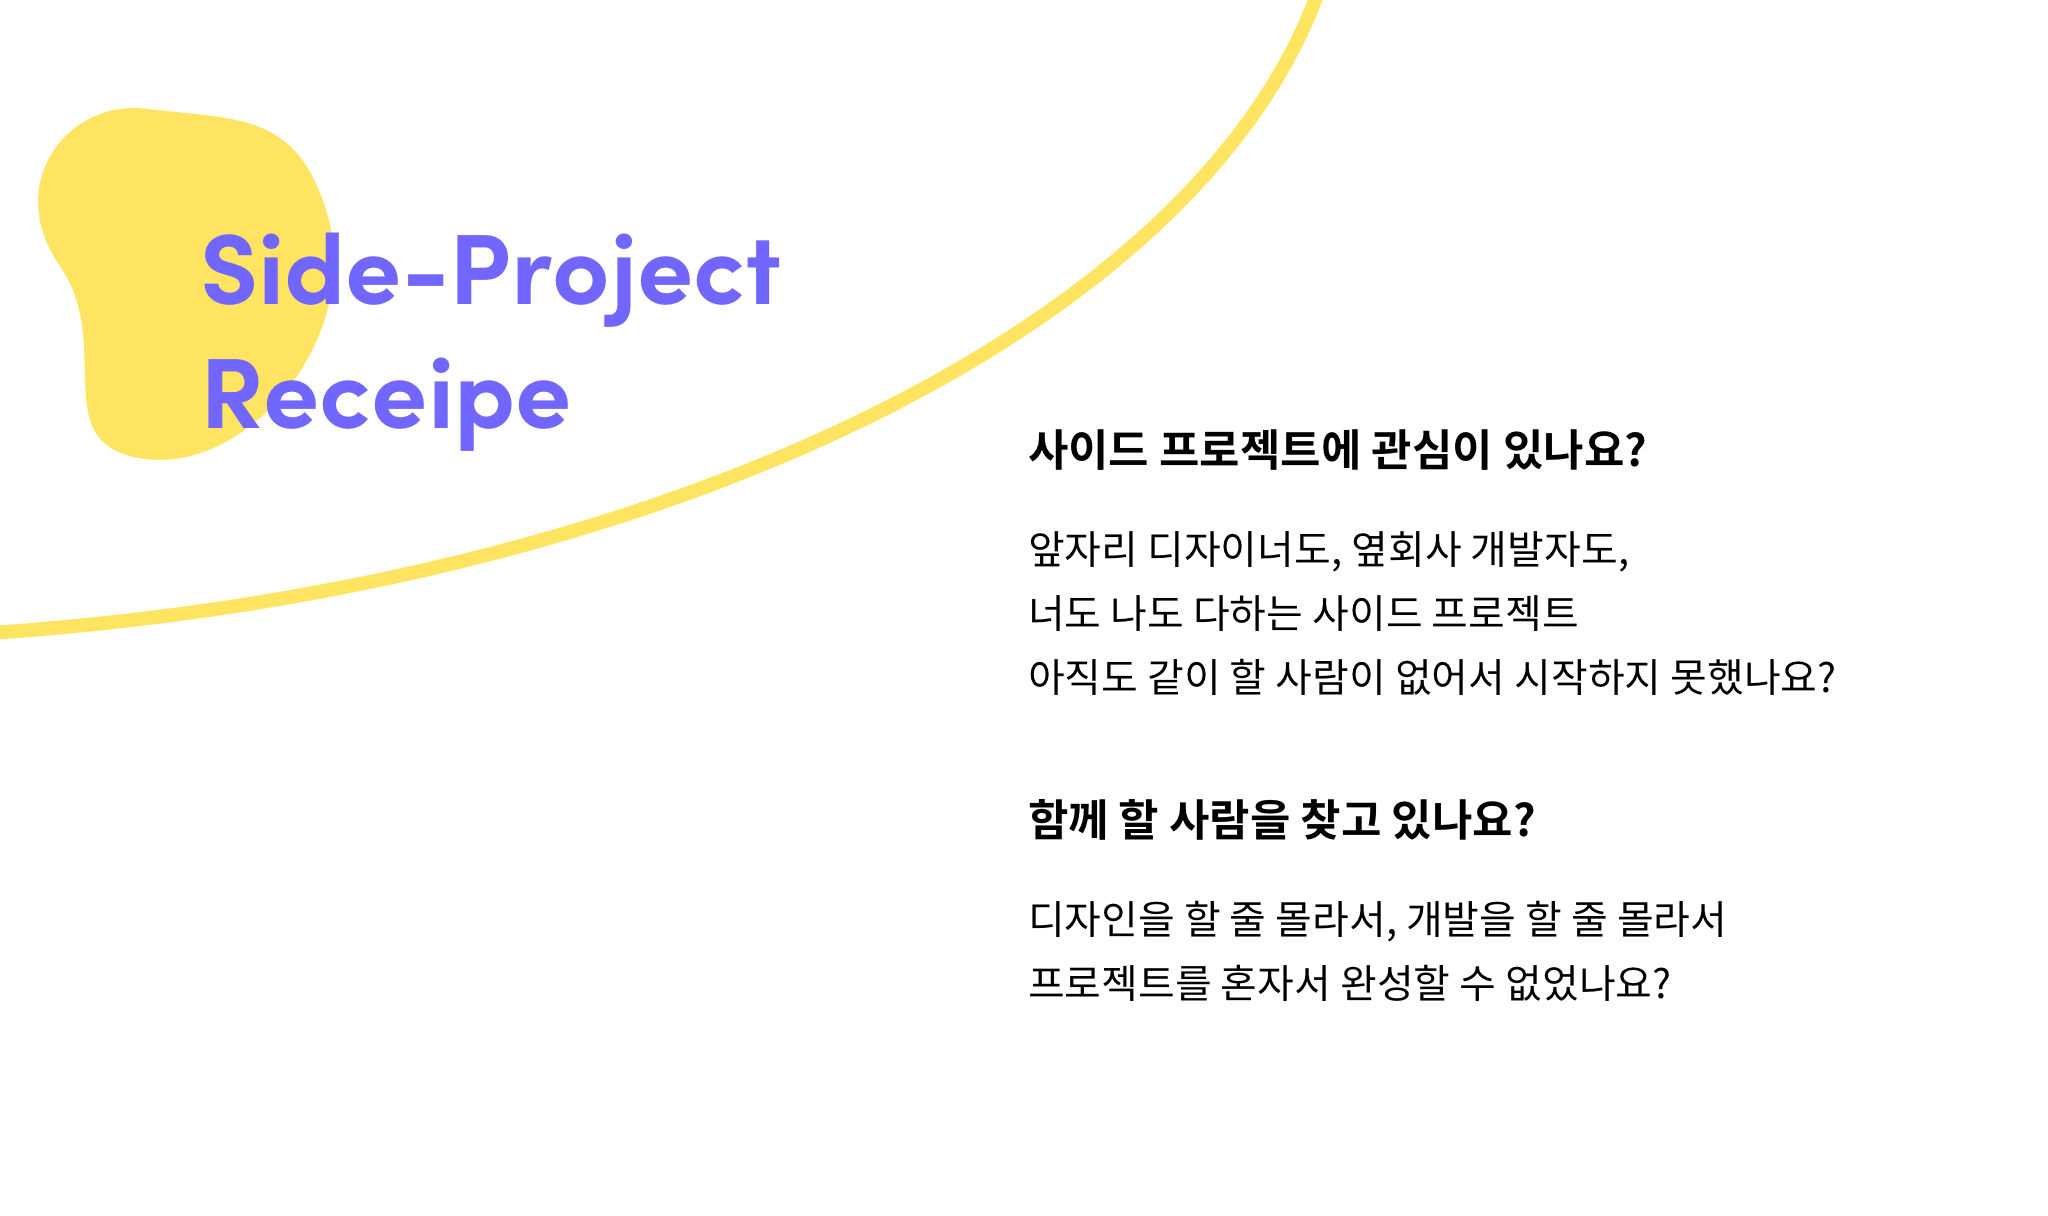 Side-Project
Receipe
사이드 프로젝트에 관심이 있나요?
앞자리 디자이너도, 옆회사 개발자도,
너도 나도 다하는 사이드 프로젝트
아직도 같이 할 사람이 없어서 시작하지 못했나요?
함께 할 사람을 찾고 있나요?
디자인을 할 줄 몰라서, 개발을 할 줄 몰라서
프로젝트를 혼자서 완성할 수 없었나요?